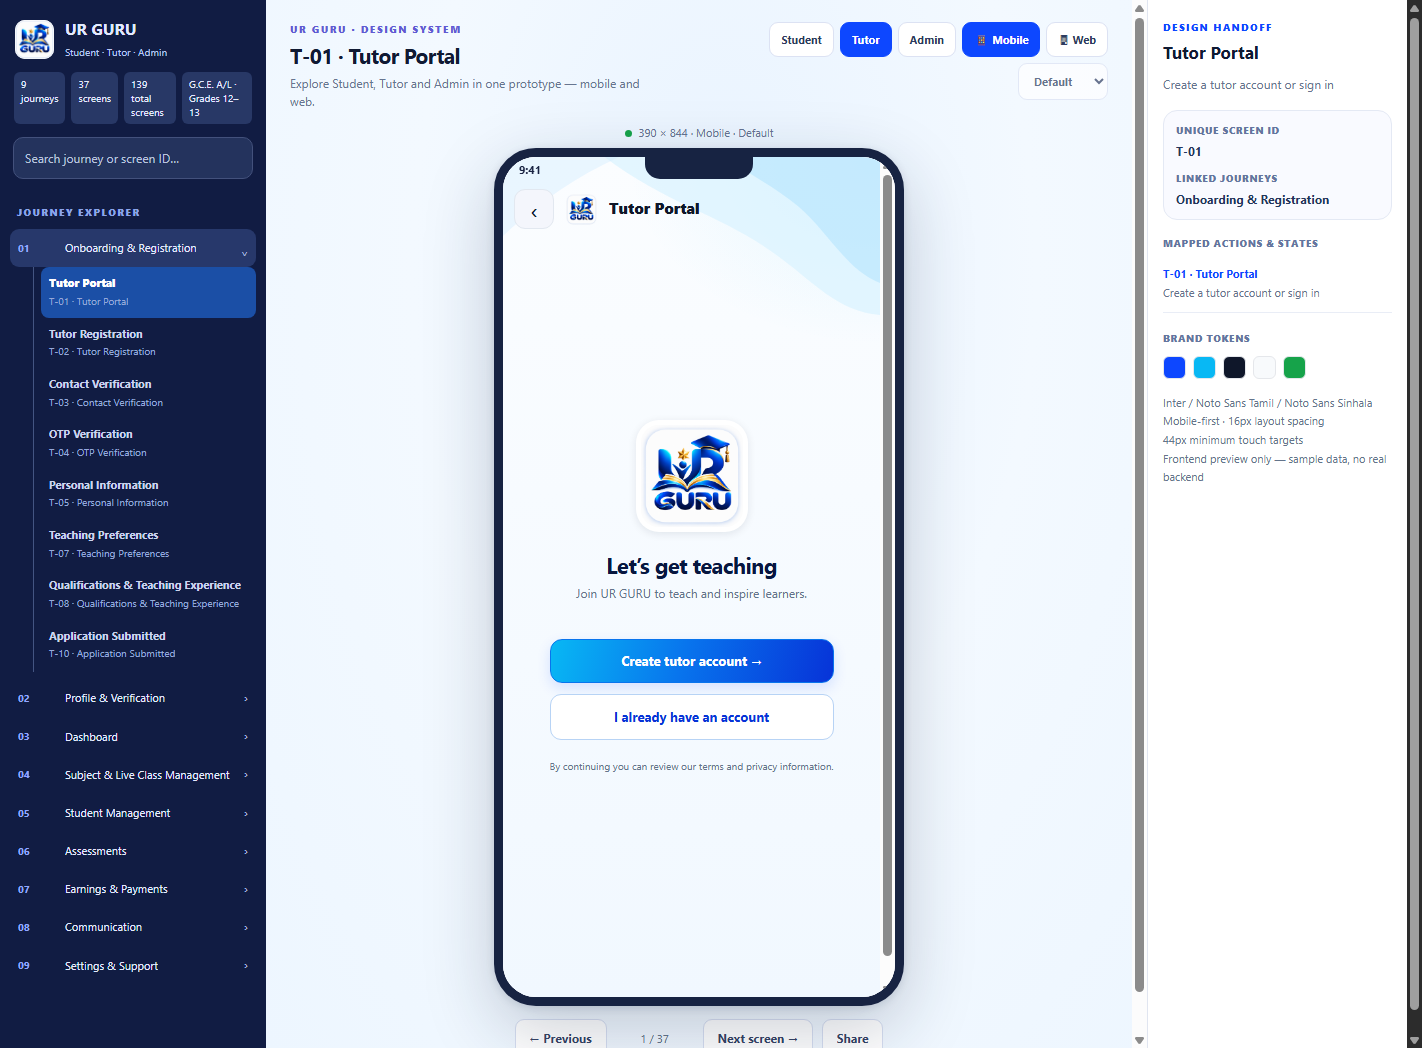 UR GURU
Student · Tutor · Admin
9 journeys
37 screens
139 total screens
G.C.E. A/L · Grades 12–13
Search journey or screen ID...
JOURNEY EXPLORER
01 Onboarding & Registration
Tutor Portal
T-01 · Tutor Portal
Tutor Registration
T-02 · Tutor Registration
Contact Verification
T-03 · Contact Verification
OTP Verification
T-04 · OTP Verification
Personal Information
T-05 · Personal Information
Teaching Preferences
T-07 · Teaching Preferences
Qualifications & Teaching Experience
T-08 · Qualifications & Teaching Experience
Application Submitted
T-10 · Application Submitted
02 Profile & Verification ›
03 Dashboard ›
04 Subject & Live Class Management ›
05 Student Management ›
06 Assessments ›
07 Earnings & Payments ›
08 Communication ›
09 Settings & Support ›
UR GURU · DESIGN SYSTEM
T-01 · Tutor Portal
Explore Student, Tutor and Admin in one prototype — mobile and
web.
Student
Tutor
Admin
Mobile
Web
Default
390 × 844 · Mobile · Default
9:41
‹
UR GURU
Tutor Portal
UR
GURU
Let's get teaching
Join UR GURU to teach and inspire learners.
Create tutor account →
I already have an account
By continuing you can review our terms and privacy information.
← Previous
1 / 37
Next screen →
Share
DESIGN HANDOFF
Tutor Portal
Create a tutor account or sign in
UNIQUE SCREEN ID
T-01
LINKED JOURNEYS
Onboarding & Registration
MAPPED ACTIONS & STATES
T-01 · Tutor Portal
Create a tutor account or sign in
BRAND TOKENS
Inter / Noto Sans Tamil / Noto Sans Sinhala
Mobile-first · 16px layout spacing
44px minimum touch targets
Frontend preview only — sample data, no real
backend